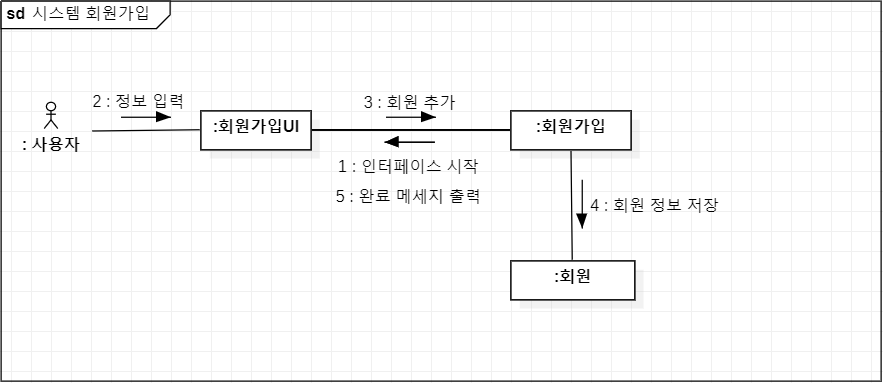 sd 시스템 회원가입
2 : 정보 입력
3 : 회원 추가
: 사용자
:회원가입UI
:회원가입
1 : 인터페이스 시작
5 : 완료 메세지 출력
4 : 회원 정보 저장
:회원